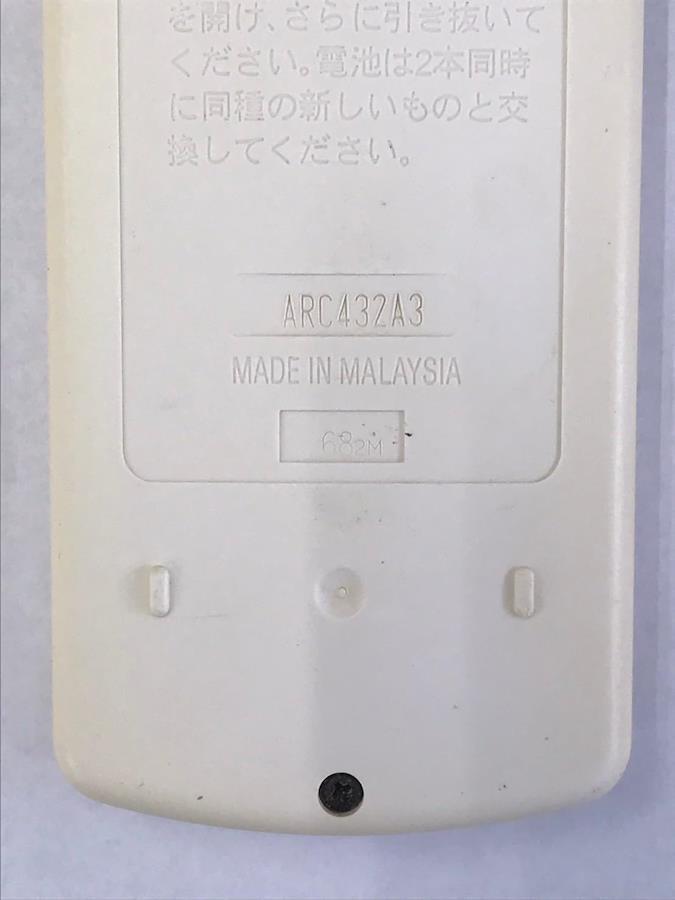 を開け、さらに引き抜いて
ください。電池は2本同時
に同種の新しいものと交
換してください。
ARC432A3
MADE IN MALAYSIA
682M